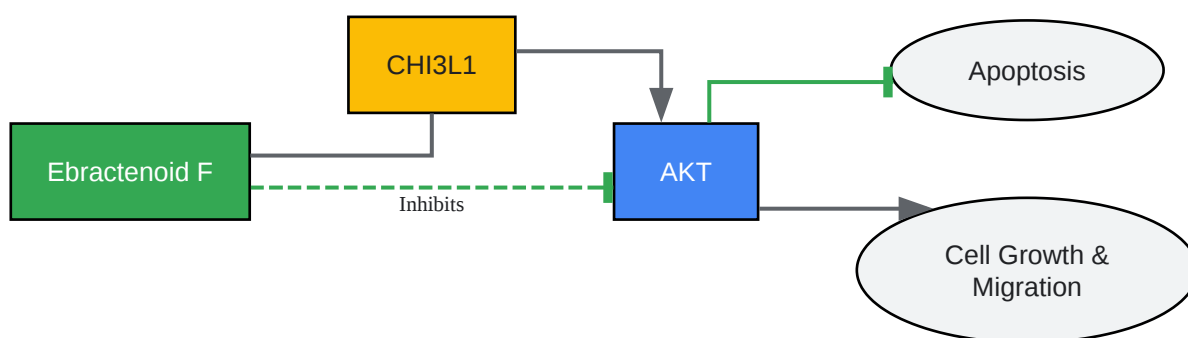 CHI3L1
Apoptosis
Ebractenoid F
AKT
Inhibits
Cell Growth &
Migration